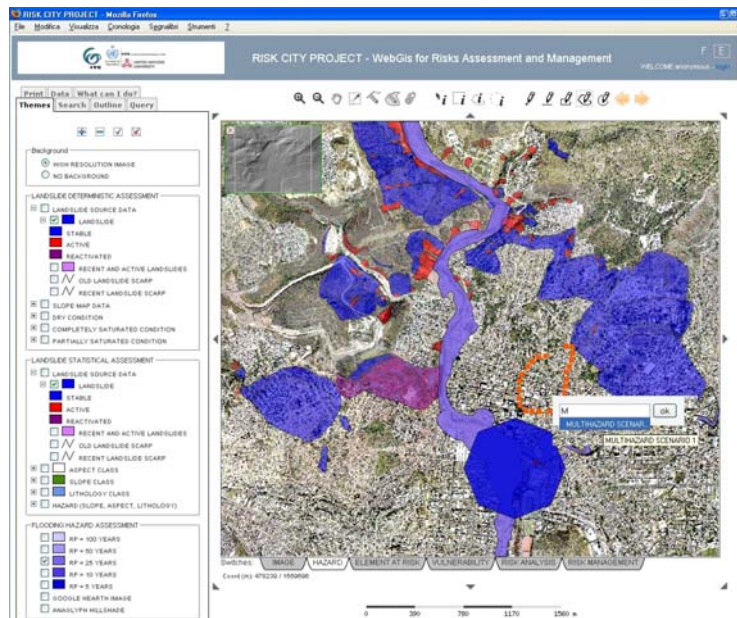 RISK CITY PROJECT - Mozilla Firefox
File Modifica Visualizza Cronologia Segnalibri Strumenti ?
UNITED NATIONS
UNIVERSITY
RISK CITY PROJECT - WebGis for Risks Assessment and Management
F E
WELCOME anonymous - login
Print Data What can I do?
Themes Search Outline Query
Background
HIGH RESOLUTION IMAGE
NO BACKGROUND
LANDSLIDE DETERMINISTIC ASSESSMENT
LANDSLIDE SOURCE DATA
LANDSLIDE
STABLE
ACTIVE
REACTIVATED
RECENT AND ACTIVE LANDSLIDES
OLD LANDSLIDE SCARP
RECENT LANDSLIDE SCARP
SLOPE MAP DATA
DRY CONDITION
COMPLETELY SATURATED CONDITION
PARTIALLY SATURATED CONDITION
LANDSLIDE STATISTICAL ASSESSMENT
LANDSLIDE SOURCE DATA
LANDSLIDE
STABLE
ACTIVE
REACTIVATED
RECENT AND ACTIVE LANDSLIDES
OLD LANDSLIDE SCARP
RECENT LANDSLIDE SCARP
ASPECT CLASS
SLOPE CLASS
LITHOLOGY CLASS
HAZARD (SLOPE, ASPECT, LITHOLOGY)
FLOODING HAZARD ASSESSMENT
RP = 100 YEARS
RP = 50 YEARS
RP = 25 YEARS
RP = 10 YEARS
RP = 5 YEARS
GOOGLE HEARTH IMAGE
ANAGLYPH HILLSHADE
M ok
MULTIHAZARD SCENAR
MULTIHAZARD SCENARIO 1
Switches: IMAGE HAZARD ELEMENT AT RISK VULNERABILITY RISK ANALYSIS RISK MANAGEMENT
0 390 780 1170 1560 m